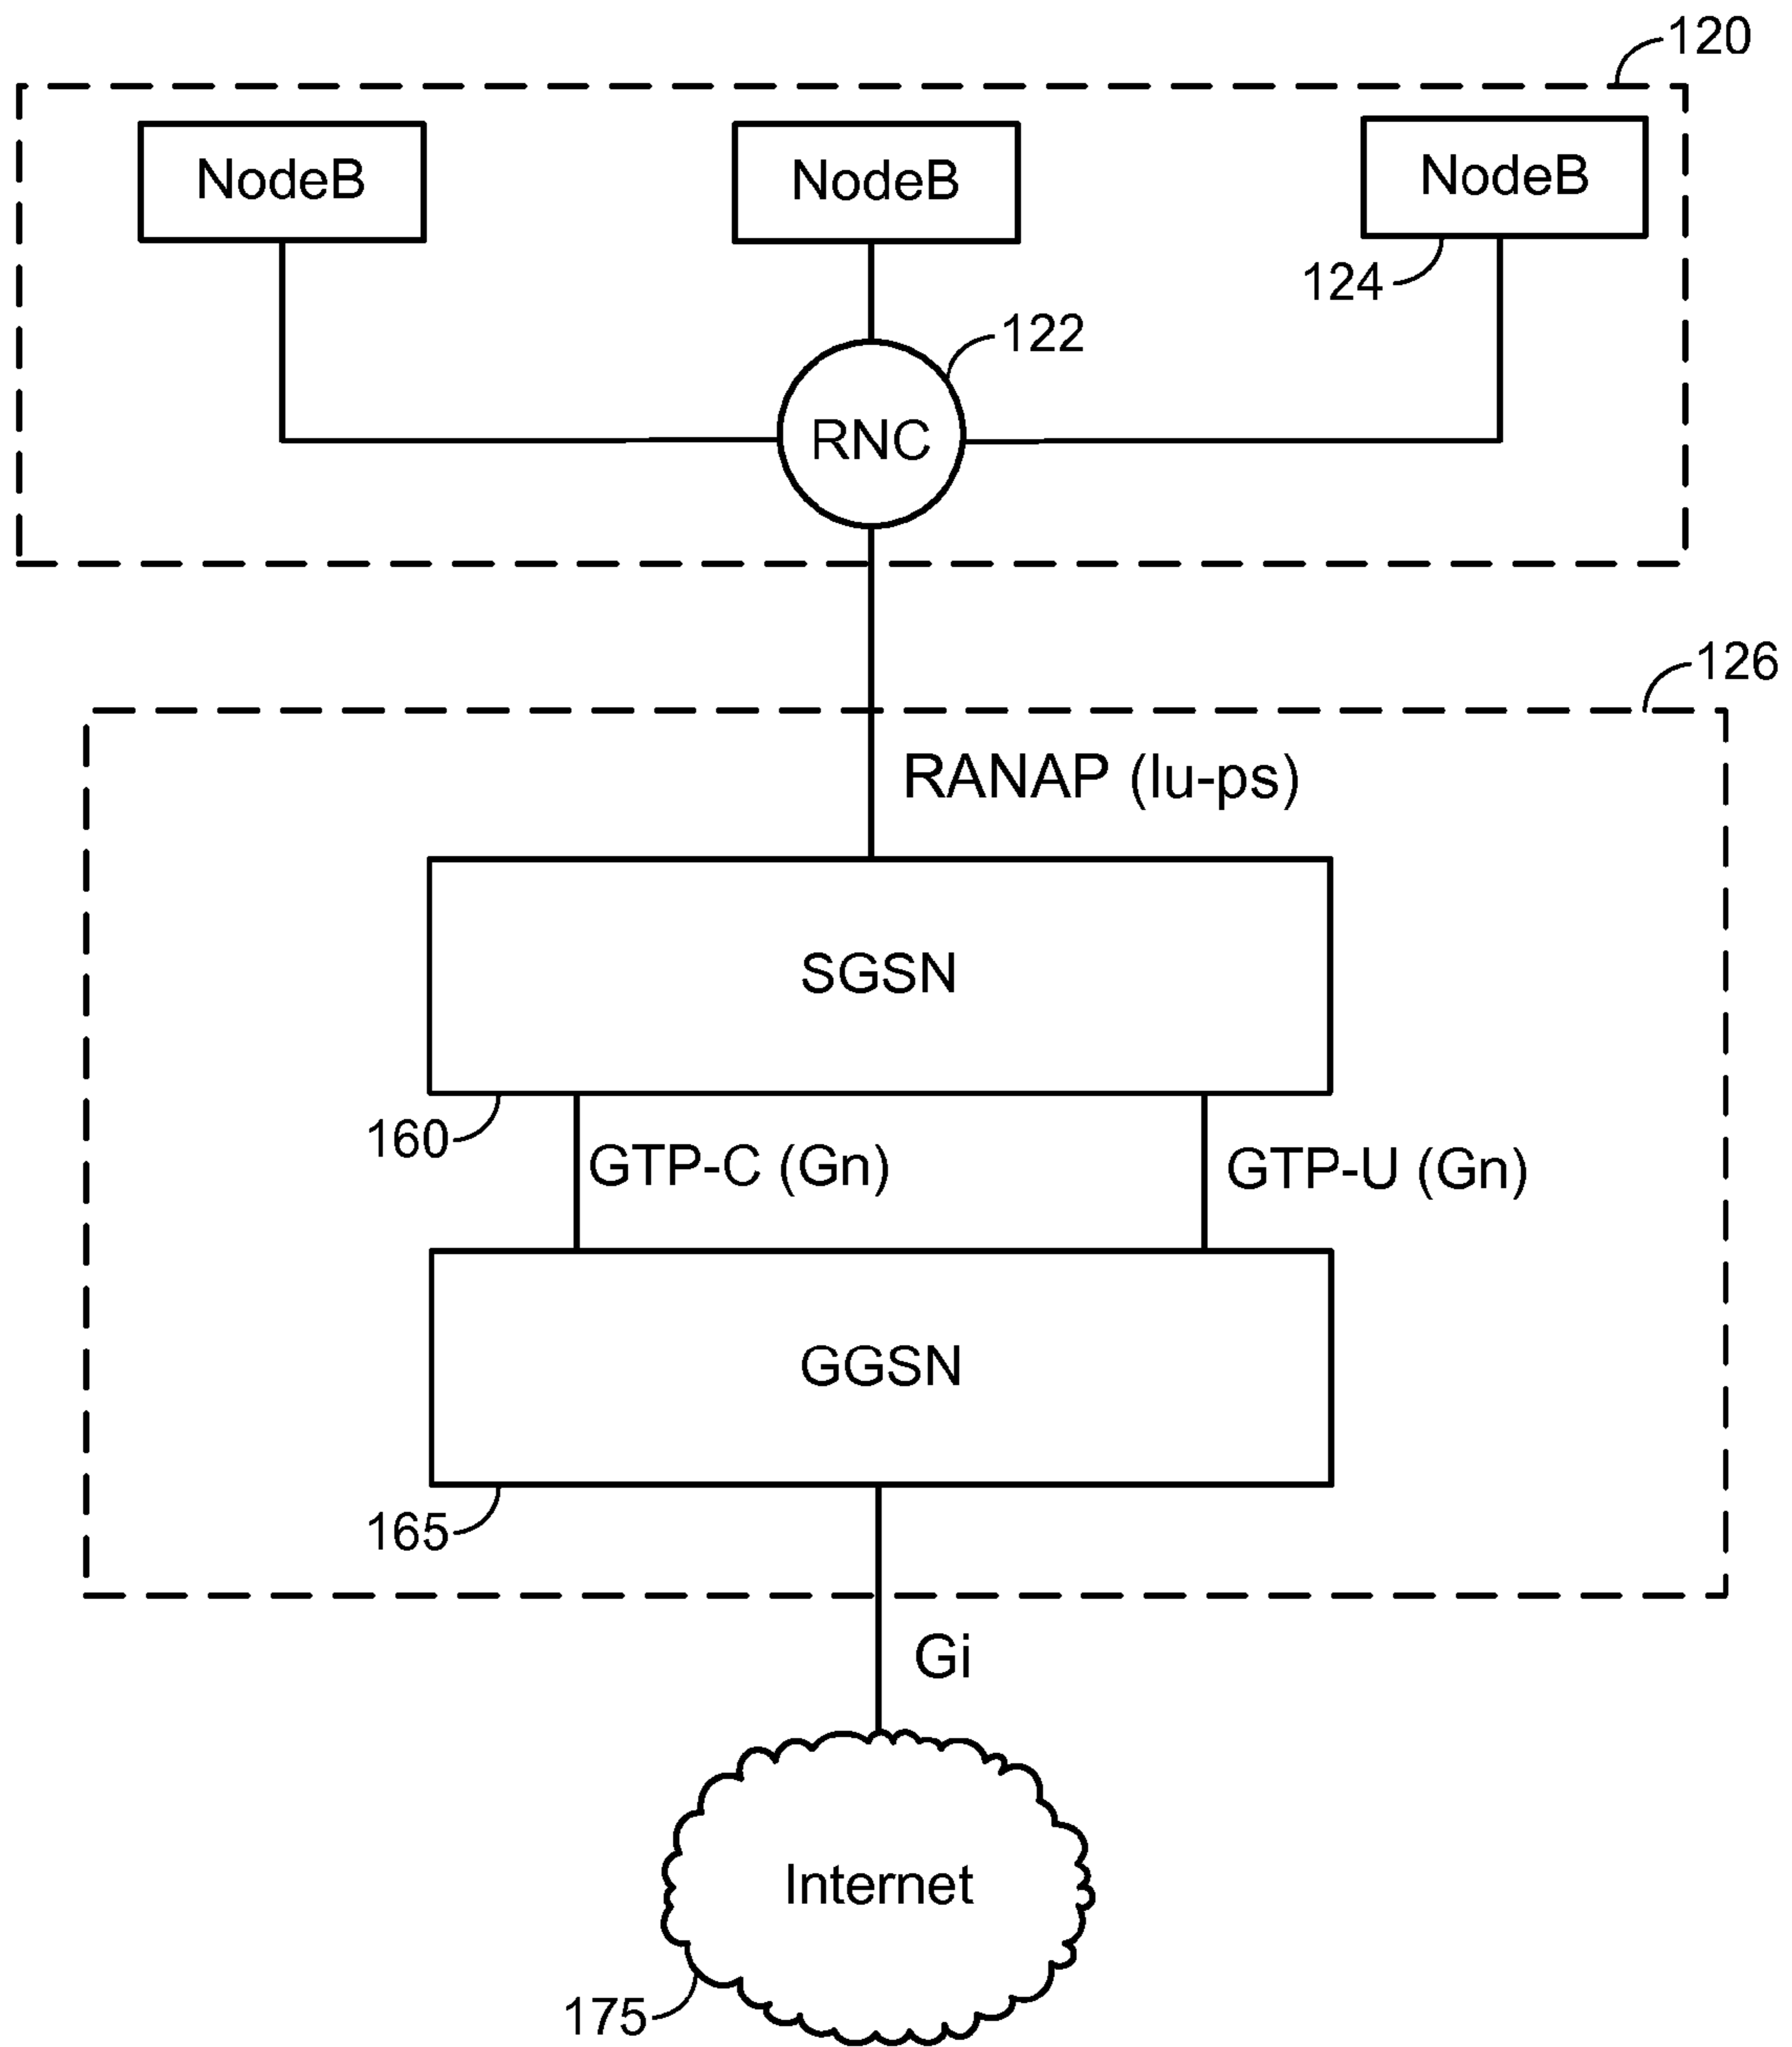 120
NodeB
NodeB
NodeB
124
122
RNC
126
RANAP (lu-ps)
SGSN
160
GTP-C (Gn)
GTP-U (Gn)
GGSN
165
Gi
Internet
175